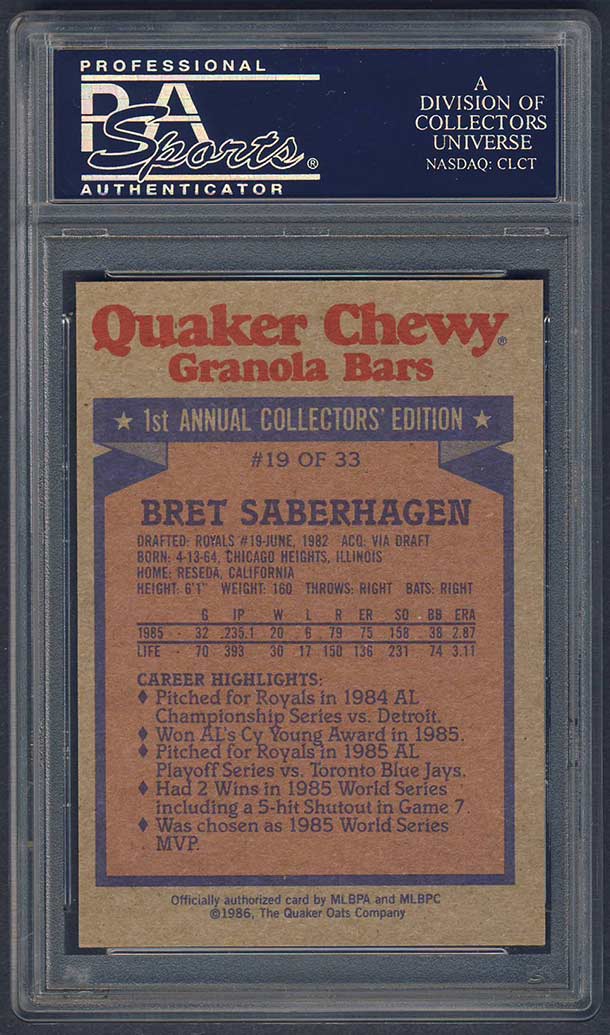 PROFESSIONAL
PSA
Sports®
AUTHENTICATOR
A
DIVISION OF
COLLECTORS
UNIVERSE
NASDAQ: CLCT
Quaker Chewy®
Granola Bars
★ 1st ANNUAL COLLECTORS' EDITION ★
#19 OF 33
BRET SABERHAGEN
DRAFTED: ROYALS #19-JUNE, 1982 ACQ: VIA DRAFT
BORN: 4-13-64, CHICAGO HEIGHTS, ILLINOIS
HOME: RESEDA, CALIFORNIA
HEIGHT: 6'1" WEIGHT: 160 THROWS: RIGHT BATS: RIGHT
G IP W L R ER SO BB ERA
1985 - 32 235.1 20 6 79 75 158 38 2.87
LIFE - 70 393 30 17 150 136 231 74 3.11
CAREER HIGHLIGHTS:
♦ Pitched for Royals in 1984 AL
Championship Series vs. Detroit.
♦ Won AL's Cy Young Award in 1985.
♦ Pitched for Royals in 1985 AL
Playoff Series vs. Toronto Blue Jays.
♦ Had 2 Wins in 1985 World Series
including a 5-hit Shutout in Game 7.
♦ Was chosen as 1985 World Series
MVP.
Officially authorized card by MLBPA and MLBPC
©1986, The Quaker Oats Company